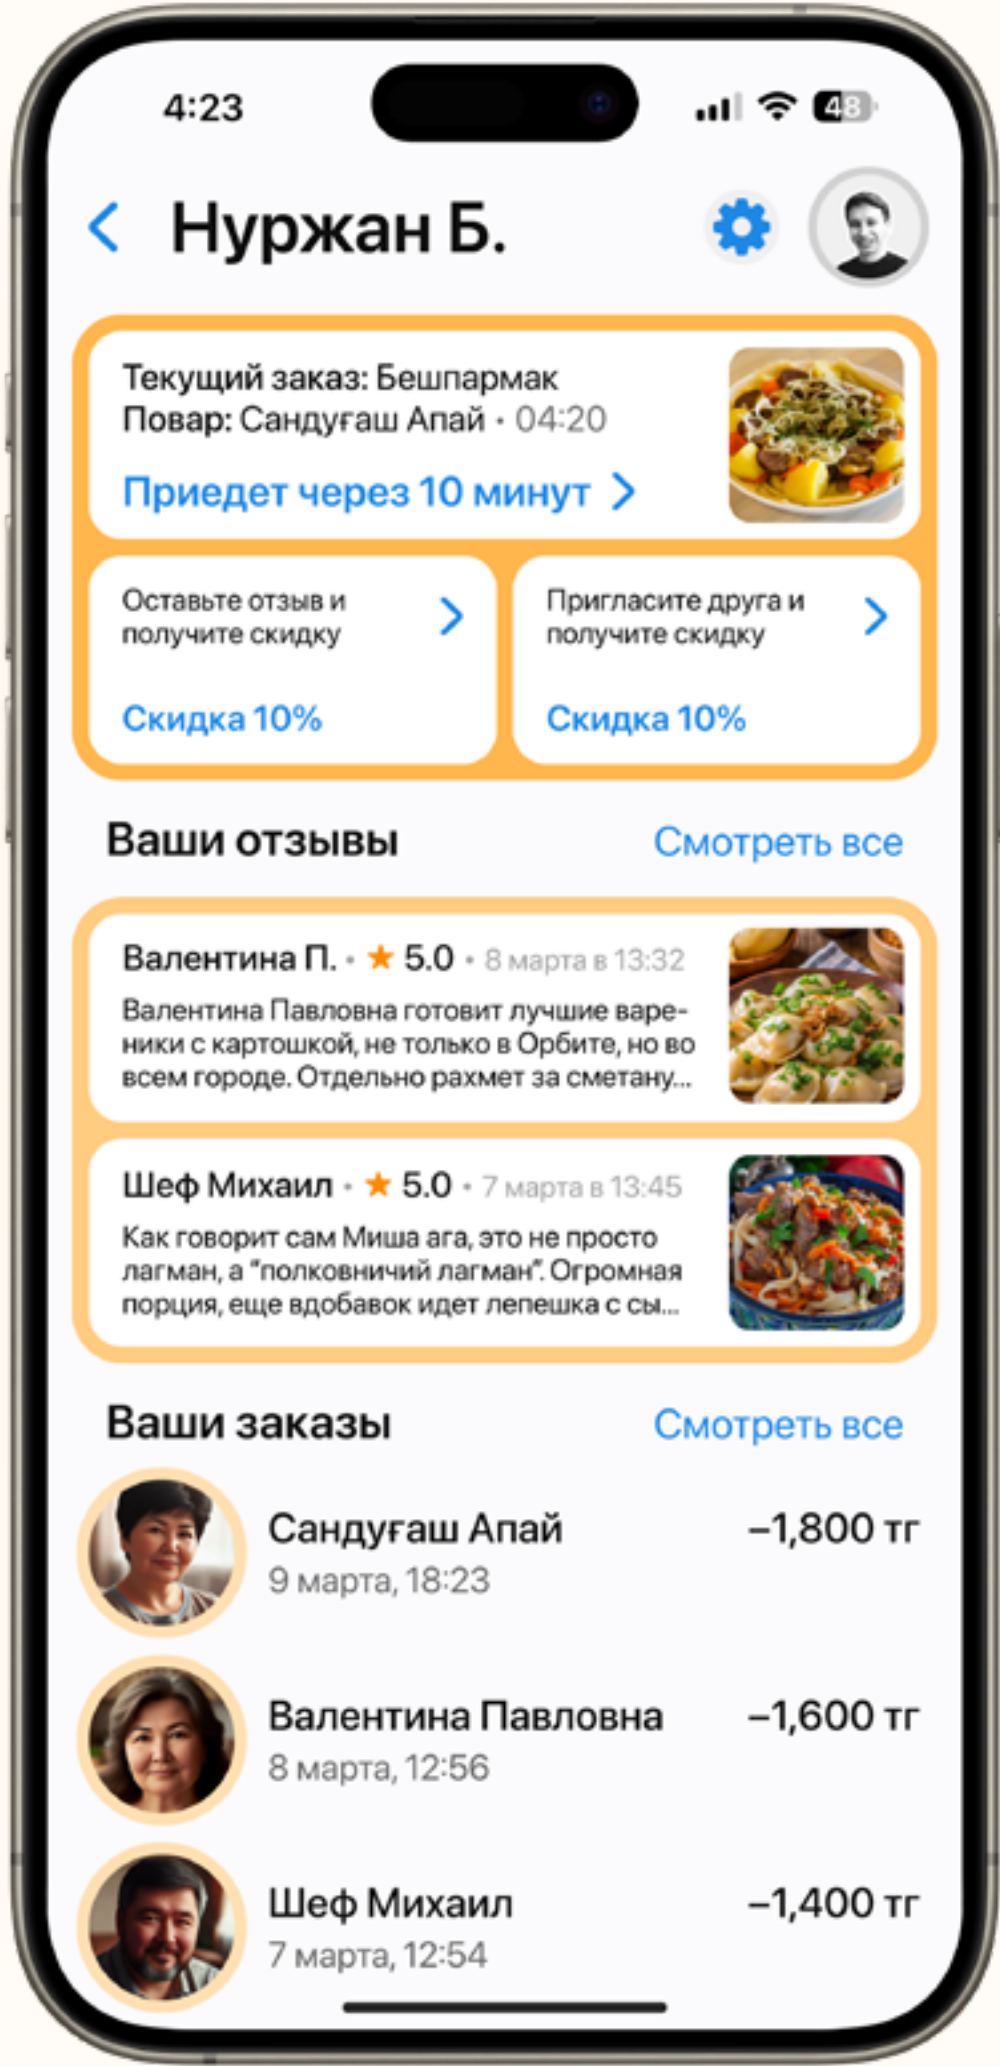 4:23
48
Нуржан Б.
Текущий заказ: Бешпармак
Повар: Сандуғаш Апай • 04:20
Приедет через 10 минут
Оставьте отзыв и
получите скидку
Скидка 10%
Пригласите друга и
получите скидку
Скидка 10%
Ваши отзывы
Смотреть все
Валентина П. • ★ 5.0 • 8 марта в 13:32
Валентина Павловна готовит лучшие варе-
ники с картошкой, не только в Орбите, но во
всем городе. Отдельно рахмет за сметану...
Шеф Михаил • ★ 5.0 • 7 марта в 13:45
Как говорит сам Миша ага, это не просто
лагман, а “полковничий лагман”. Огромная
порция, еще вдобавок идет лепешка с сы...
Ваши заказы
Смотреть все
Сандуғаш Апай
–1,800 тг
9 марта, 18:23
Валентина Павловна
–1,600 тг
8 марта, 12:56
Шеф Михаил
–1,400 тг
7 марта, 12:54